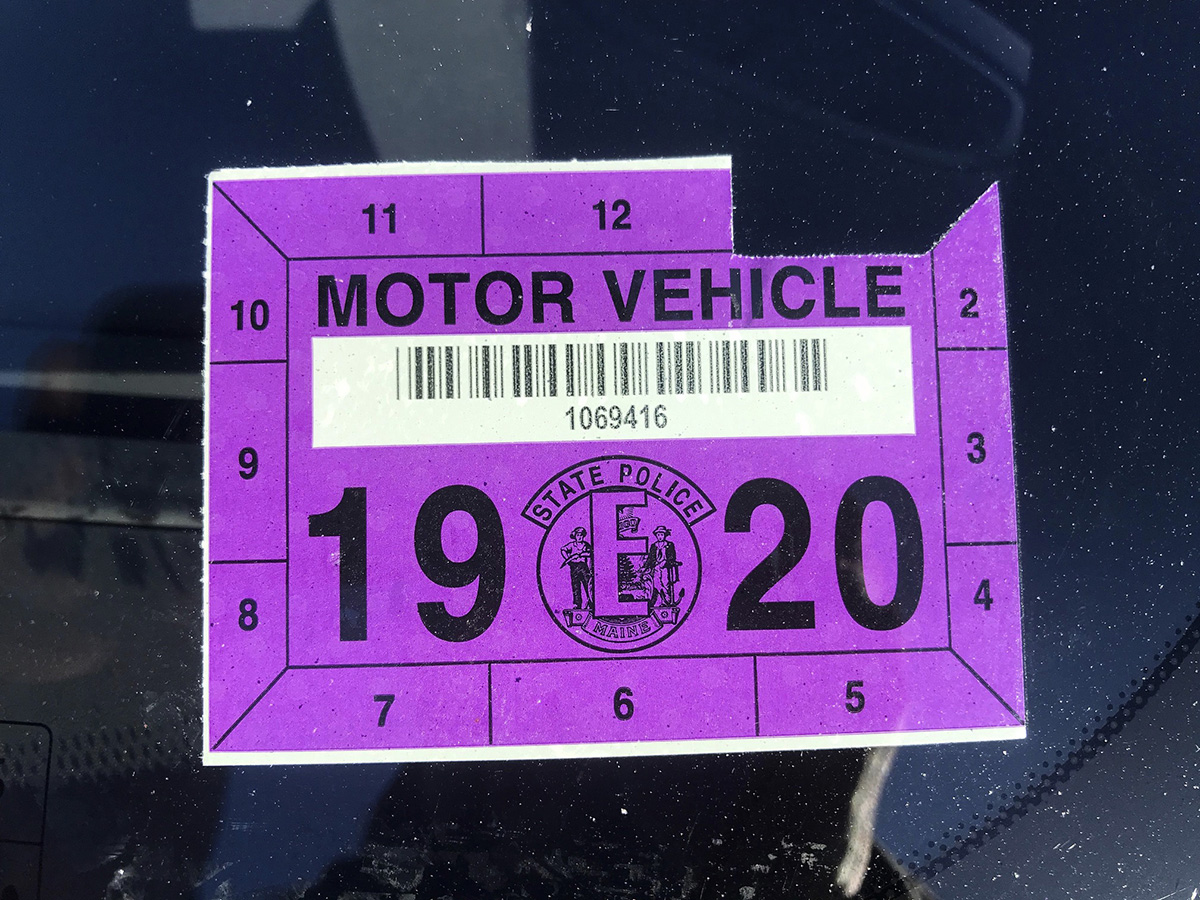 11 12
10 2
MOTOR VEHICLE
1069416
9 3
STATE POLICE
19 E 20
MAINE
8 4
7 6 5